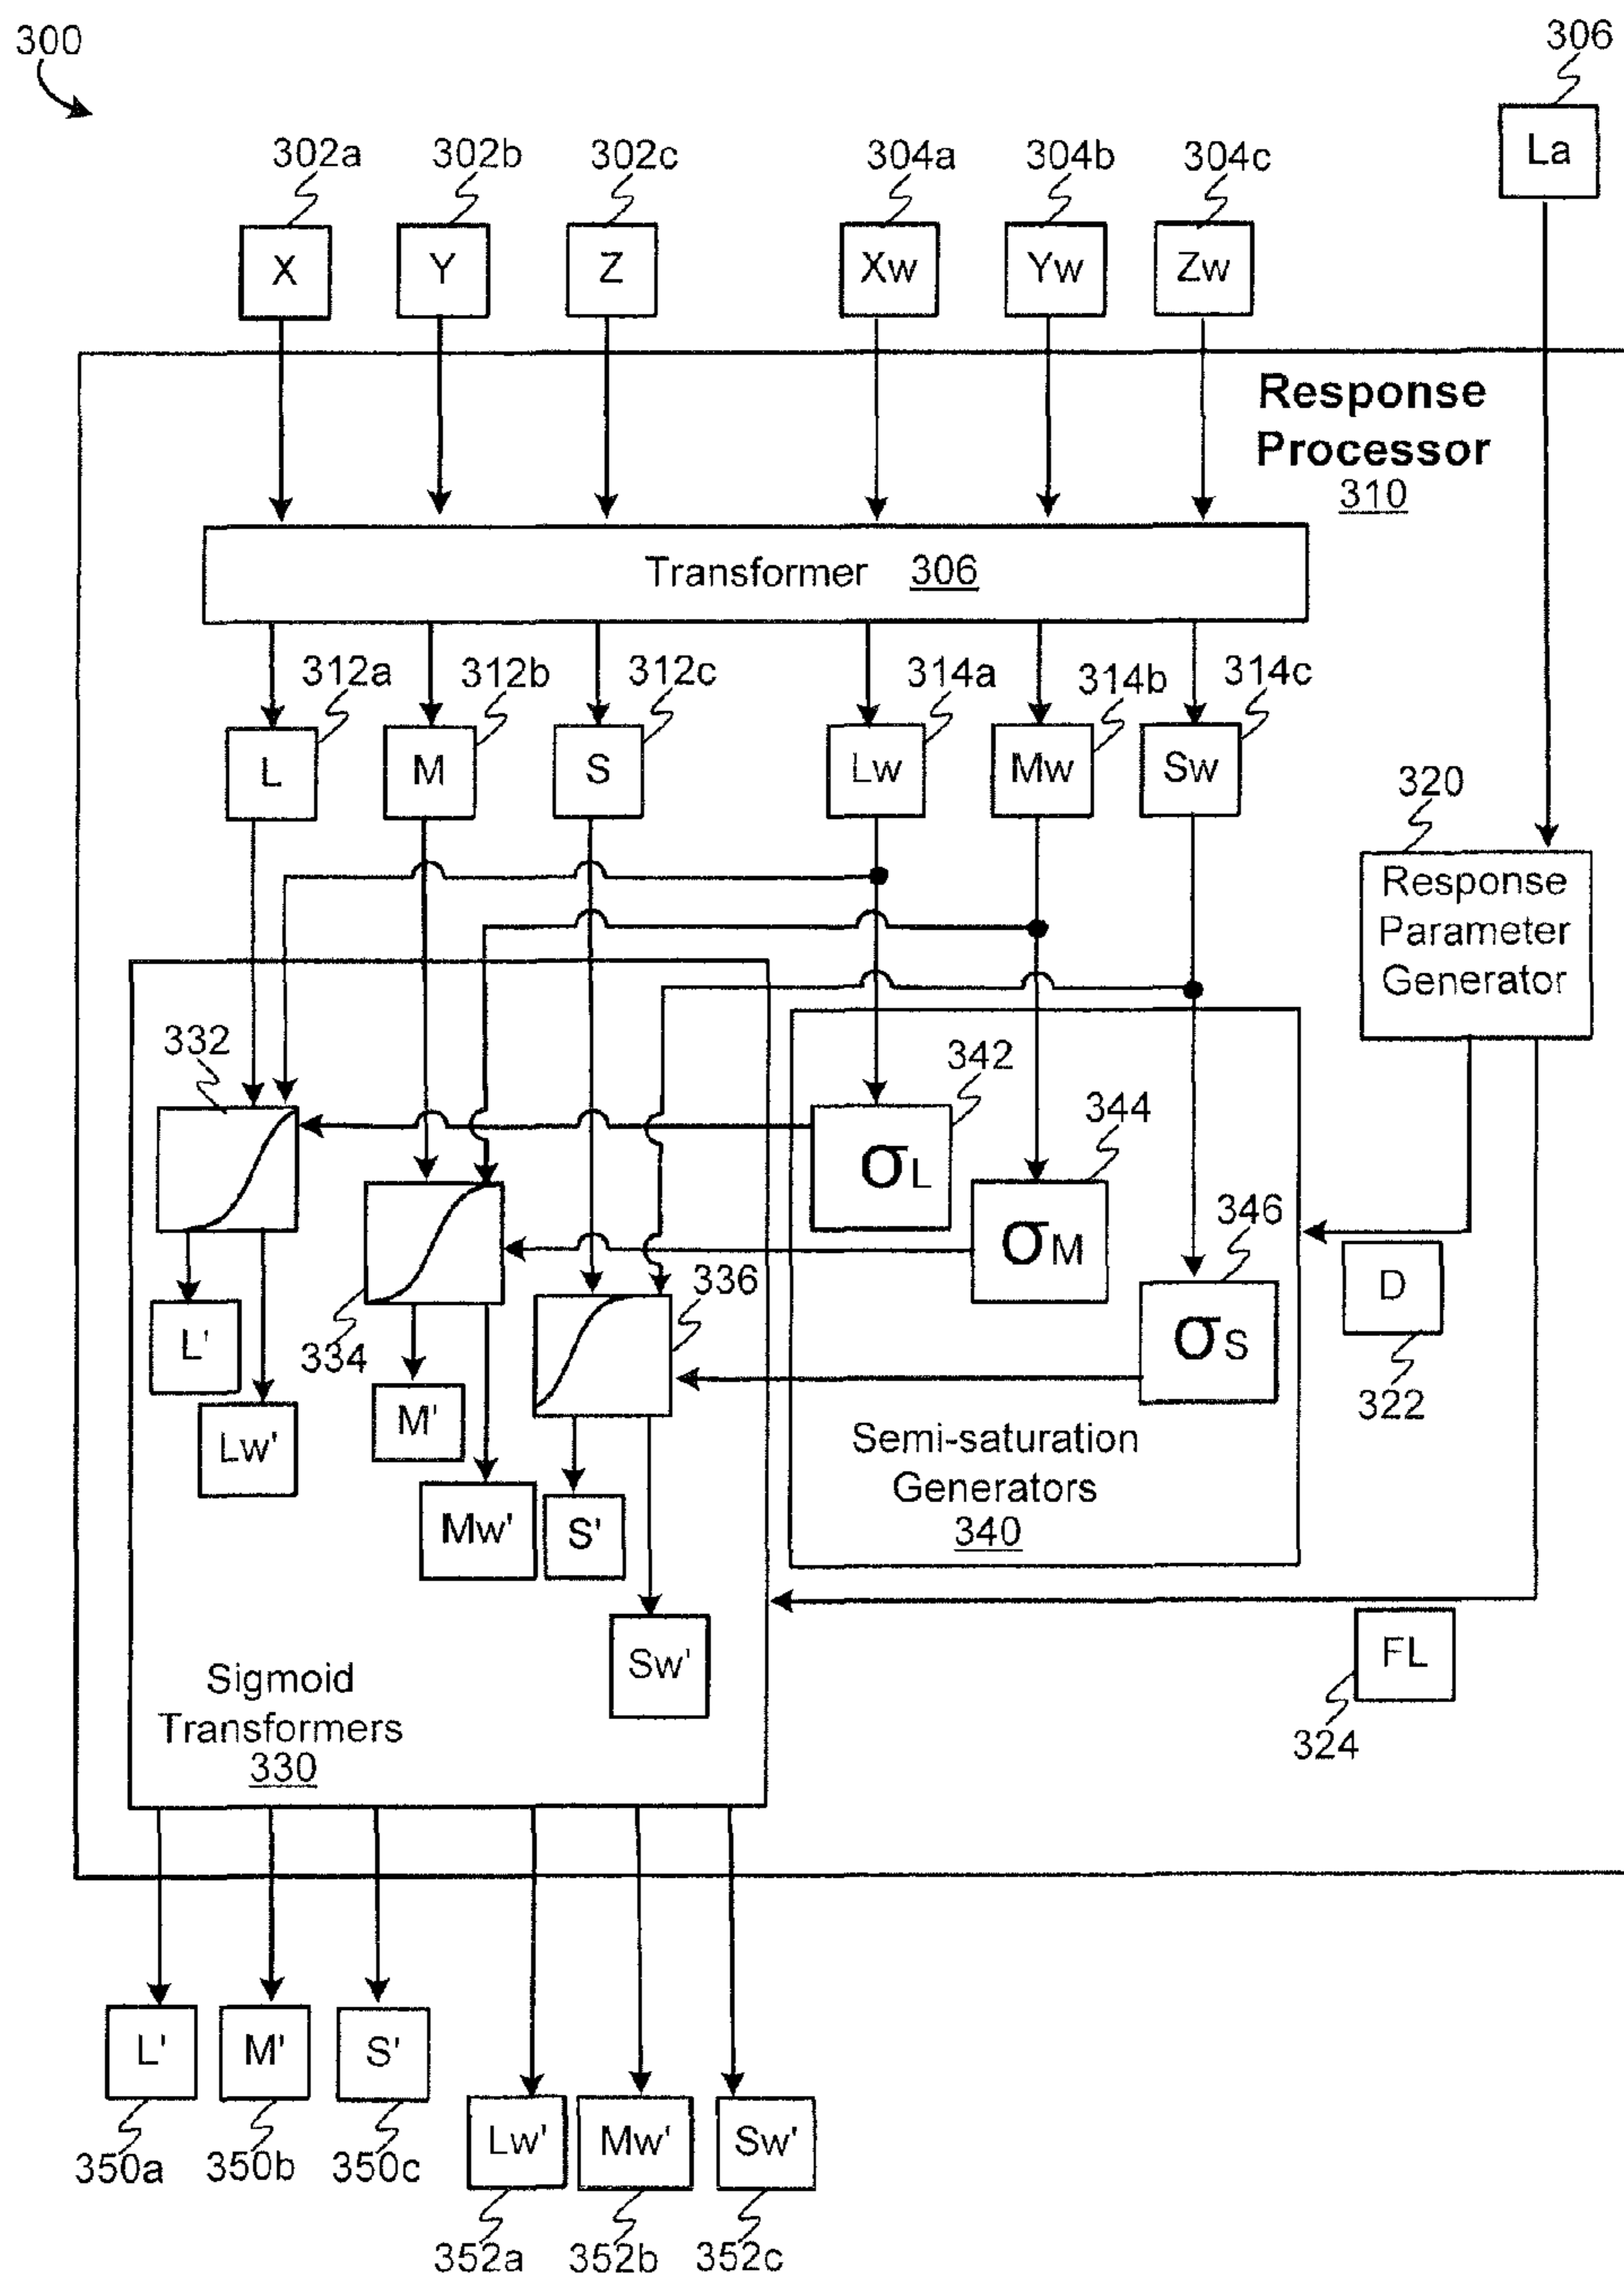 300
306
La
302a 302b 302c 304a 304b 304c
X Y Z Xw Yw Zw
Response
Processor
310
Transformer 306
312a 312b 312c 314a 314b 314c
L M S Lw Mw Sw
320
Response
Parameter
Generator
332
342
σL
344
σM
346
σS
334
336
L'
Lw'
M'
Mw'
S'
Sw'
D
322
Semi-saturation
Generators
340
FL
324
Sigmoid
Transformers
330
L' M' S'
350a 350b 350c
Lw' Mw' Sw'
352a 352b 352c